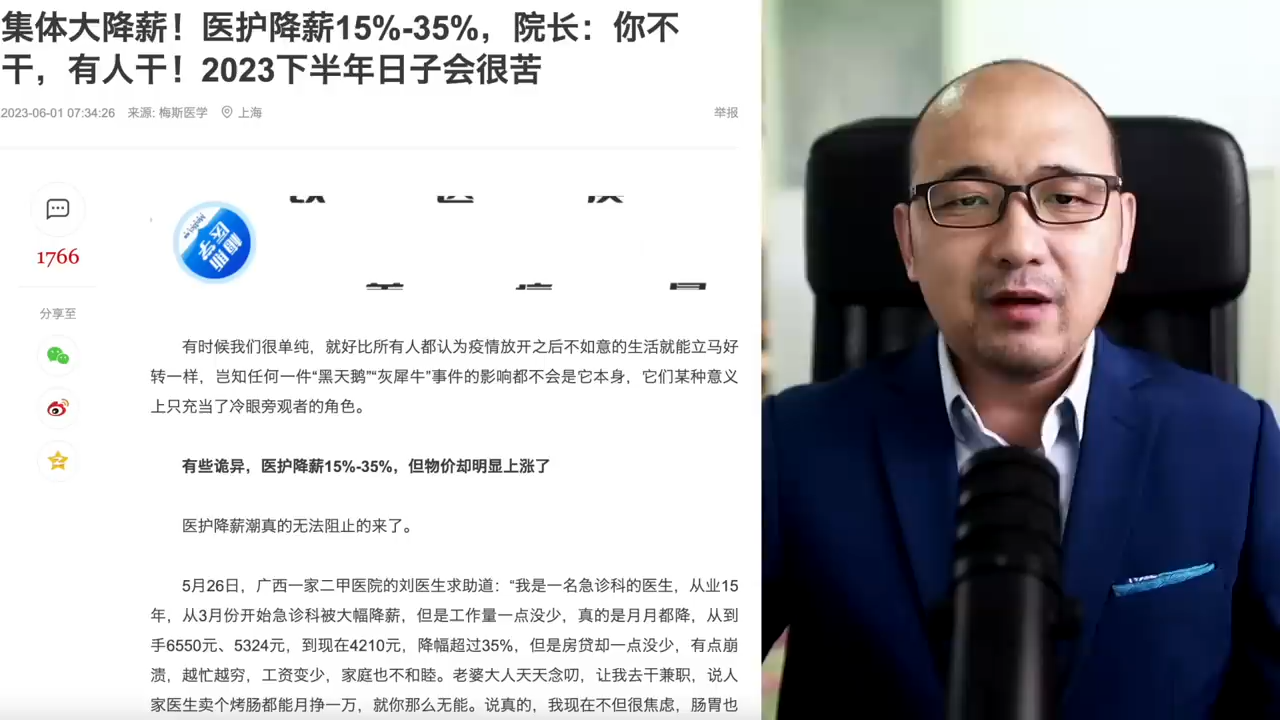 集体大降薪！医护降薪15%-35%，院长：你不
干，有人干！2023下半年日子会很苦
2023-06-01 07:34:26 来源: 梅斯医学 上海
举报
1766
分享至
梅斯
医学
有时候我们很单纯，就好比所有人都认为疫情放开之后不如意的生活就能立马好
转一样，岂知任何一件“黑天鹅”“灰犀牛”事件的影响都不会是它本身，它们某种意义
上只充当了冷眼旁观者的角色。
有些诡异，医护降薪15%-35%，但物价却明显上涨了
医护降薪潮真的无法阻止的来了。
5月26日，广西一家二甲医院的刘医生求助道：“我是一名急诊科的医生，从业15
年，从3月份开始急诊科被大幅降薪，但是工作量一点没少，真的是月月都降，从到
手6550元、5324元，到现在4210元，降幅超过35%，但是房贷却一点没少，有点崩
溃，越忙越穷，工资变少，家庭也不和睦。老婆大人天天念叨，让我去干兼职，说人
家医生卖个烤肠都能月挣一万，就你那么无能。说真的，我现在不但很焦虑，肠胃也